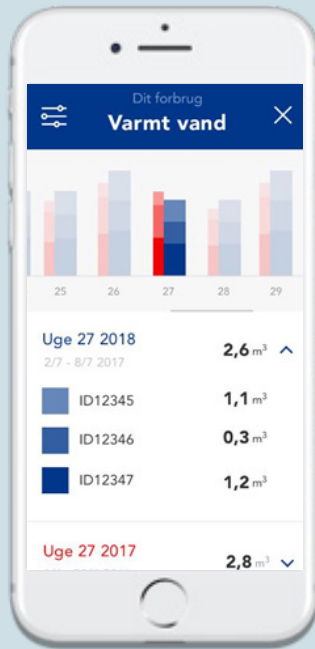 Dit forbrug
Varmt vand
25 26 27 28 29
Uge 27 2018 2,6 m³
2/7 - 8/7 2017
ID12345 1,1 m³
ID12346 0,3 m³
ID12347 1,2 m³
Uge 27 2017 2,8 m³